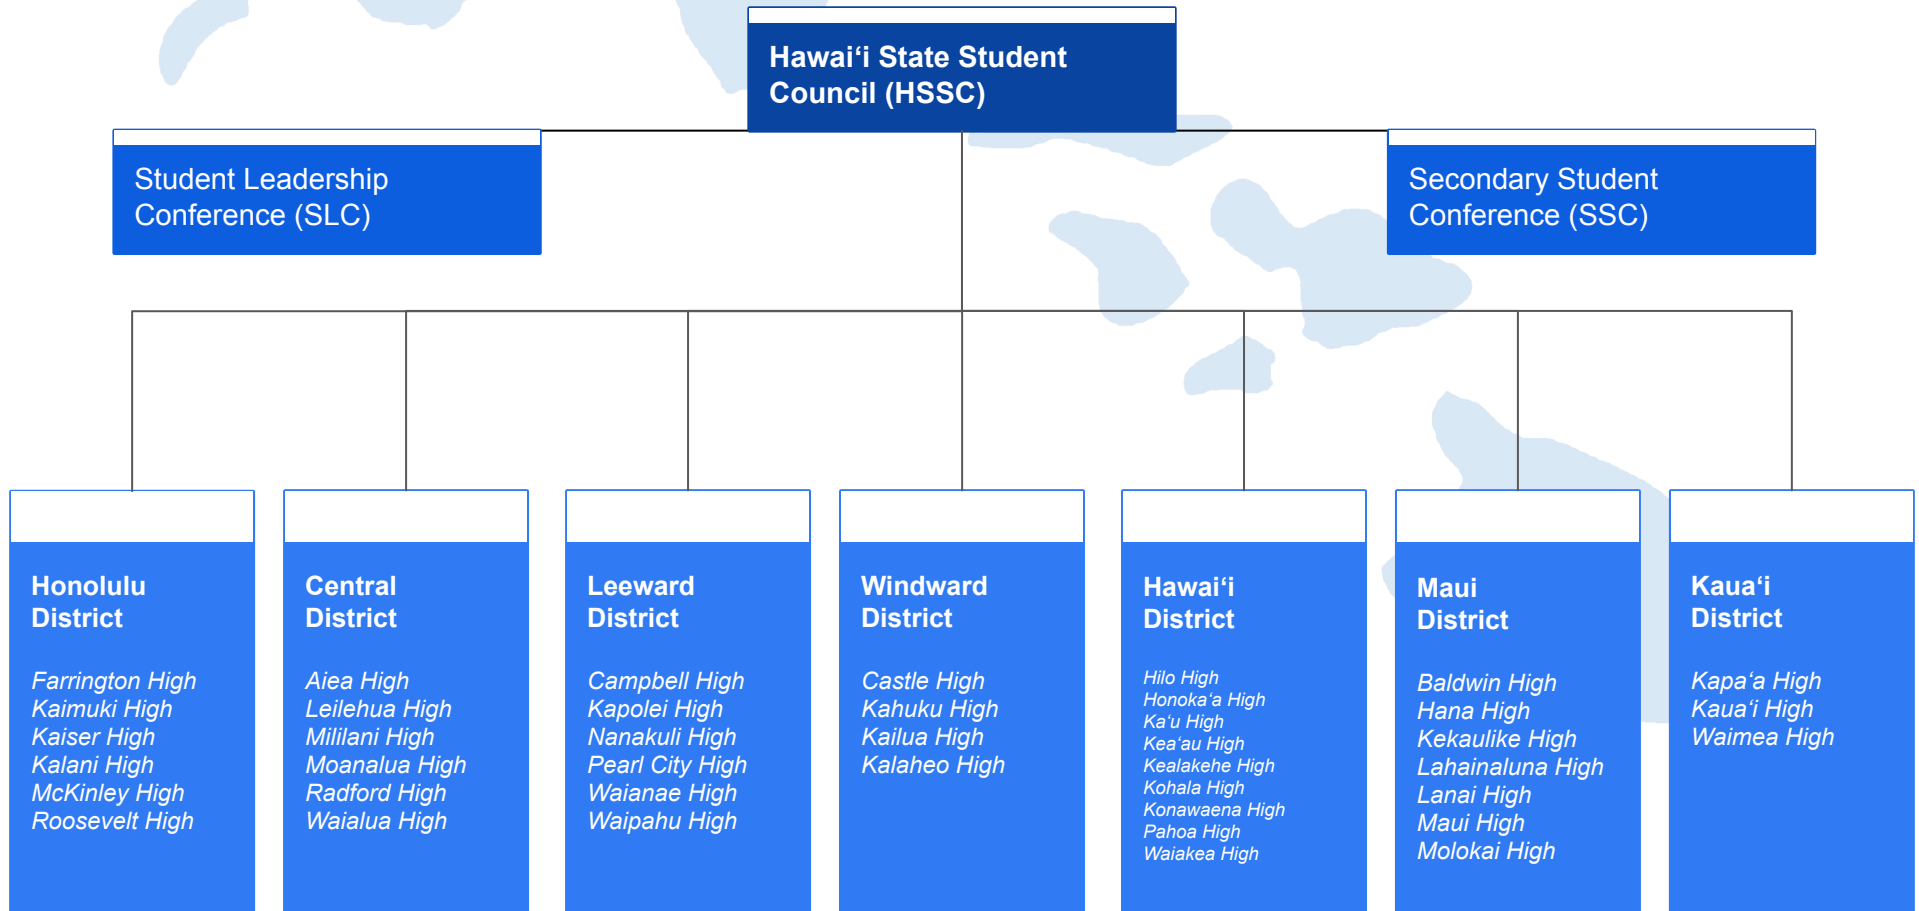 Hawaiʻi State Student
Council (HSSC)
Student Leadership
Conference (SLC)
Secondary Student
Conference (SSC)
Honolulu
District
Farrington High
Kaimuki High
Kaiser High
Kalani High
McKinley High
Roosevelt High
Central
District
Aiea High
Leilehua High
Mililani High
Moanalua High
Radford High
Waialua High
Leeward
District
Campbell High
Kapolei High
Nanakuli High
Pearl City High
Waianae High
Waipahu High
Windward
District
Castle High
Kahuku High
Kailua High
Kalaheo High
Hawaiʻi
District
Hilo High
Honokaʻa High
Kaʻu High
Keaʻau High
Kealakehe High
Kohala High
Konawaena High
Pahoa High
Waiakea High
Maui
District
Baldwin High
Hana High
Kekaulike High
Lahainaluna High
Lanai High
Maui High
Molokai High
Kauaʻi
District
Kapaʻa High
Kauaʻi High
Waimea High